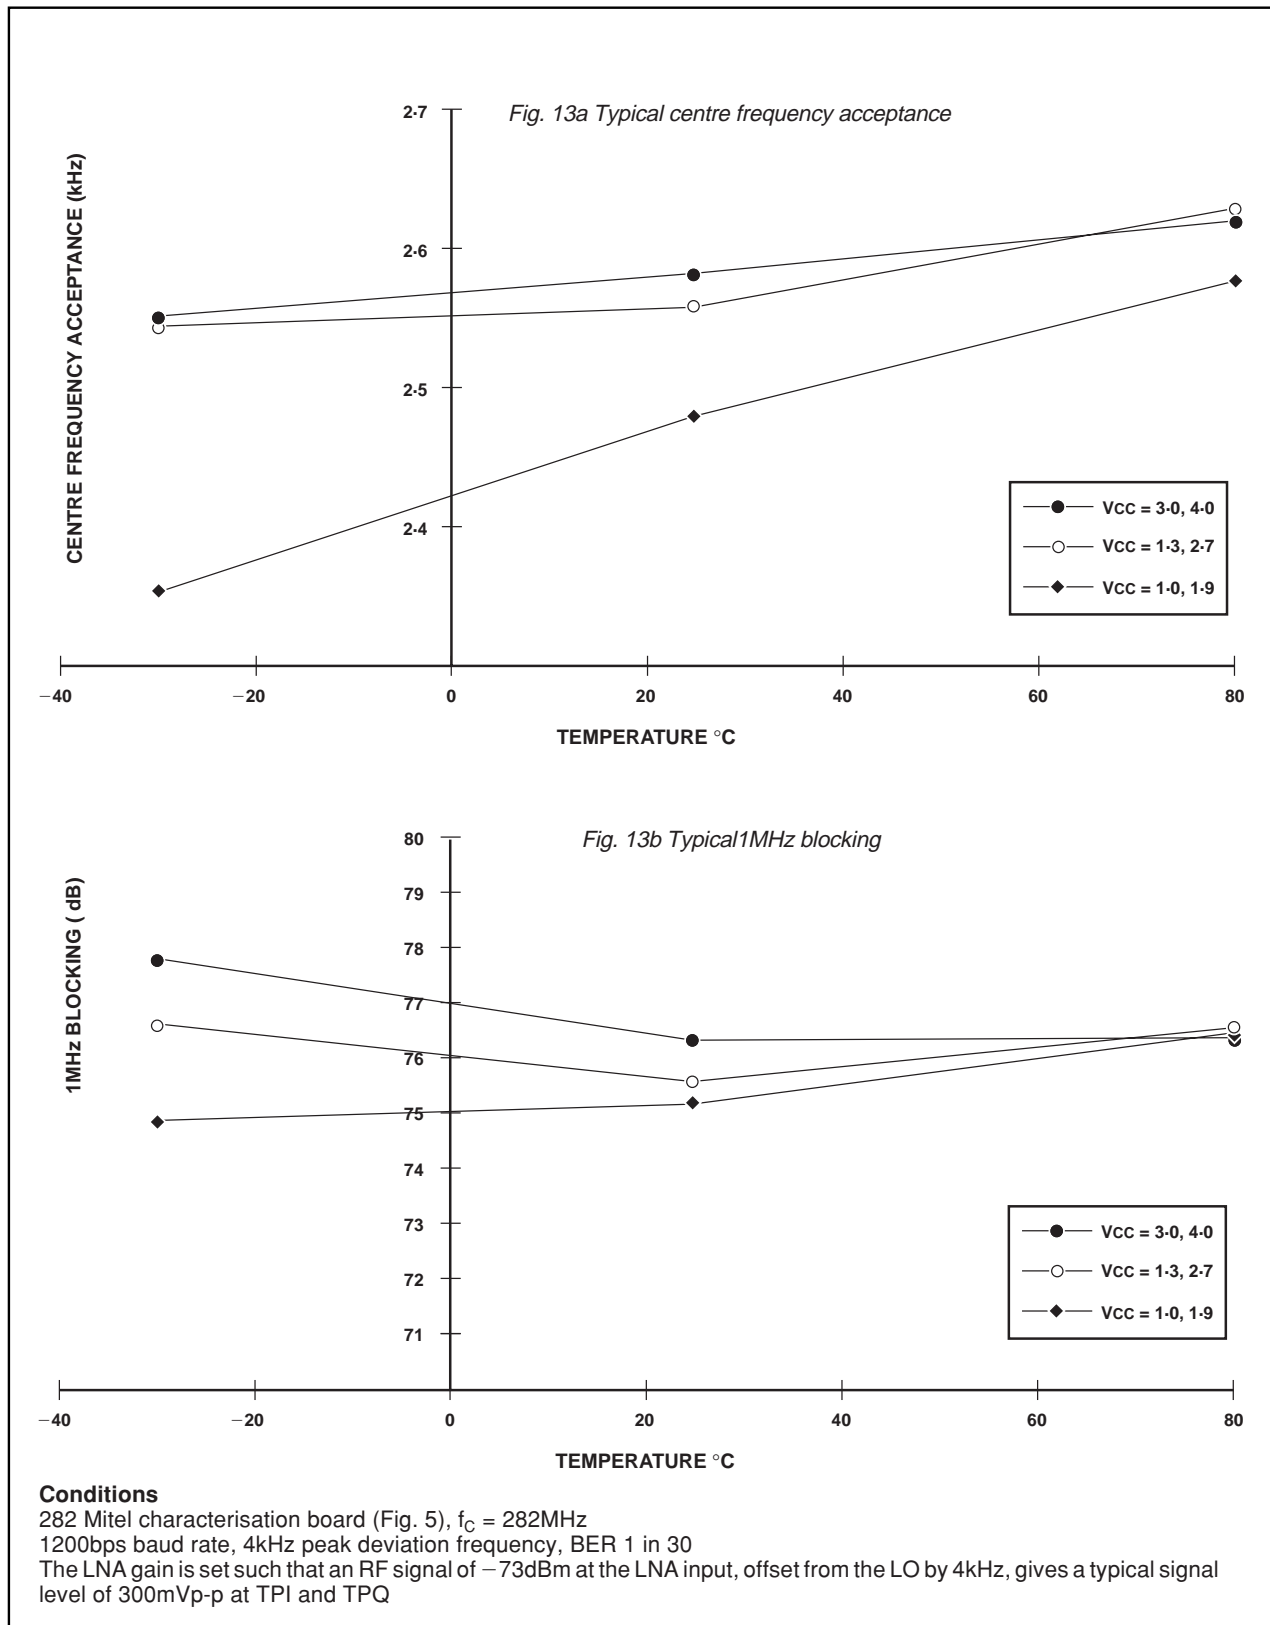 Fig. 13a Typical centre frequency acceptance
CENTRE FREQUENCY ACCEPTANCE (kHz)
2·7
2·6
2·5
2·4
VCC = 3·0, 4·0
VCC = 1·3, 2·7
VCC = 1·0, 1·9
−40 −20 0 20 40 60 80
TEMPERATURE °C
Fig. 13b Typical1MHz blocking
1MHz BLOCKING ( dB)
80
79
78
77
76
75
74
73
72
71
VCC = 3·0, 4·0
VCC = 1·3, 2·7
VCC = 1·0, 1·9
−40 −20 0 20 40 60 80
TEMPERATURE °C
Conditions
282 Mitel characterisation board (Fig. 5), fC = 282MHz
1200bps baud rate, 4kHz peak deviation frequency, BER 1 in 30
The LNA gain is set such that an RF signal of −73dBm at the LNA input, offset from the LO by 4kHz, gives a typical signal
level of 300mVp-p at TPI and TPQ